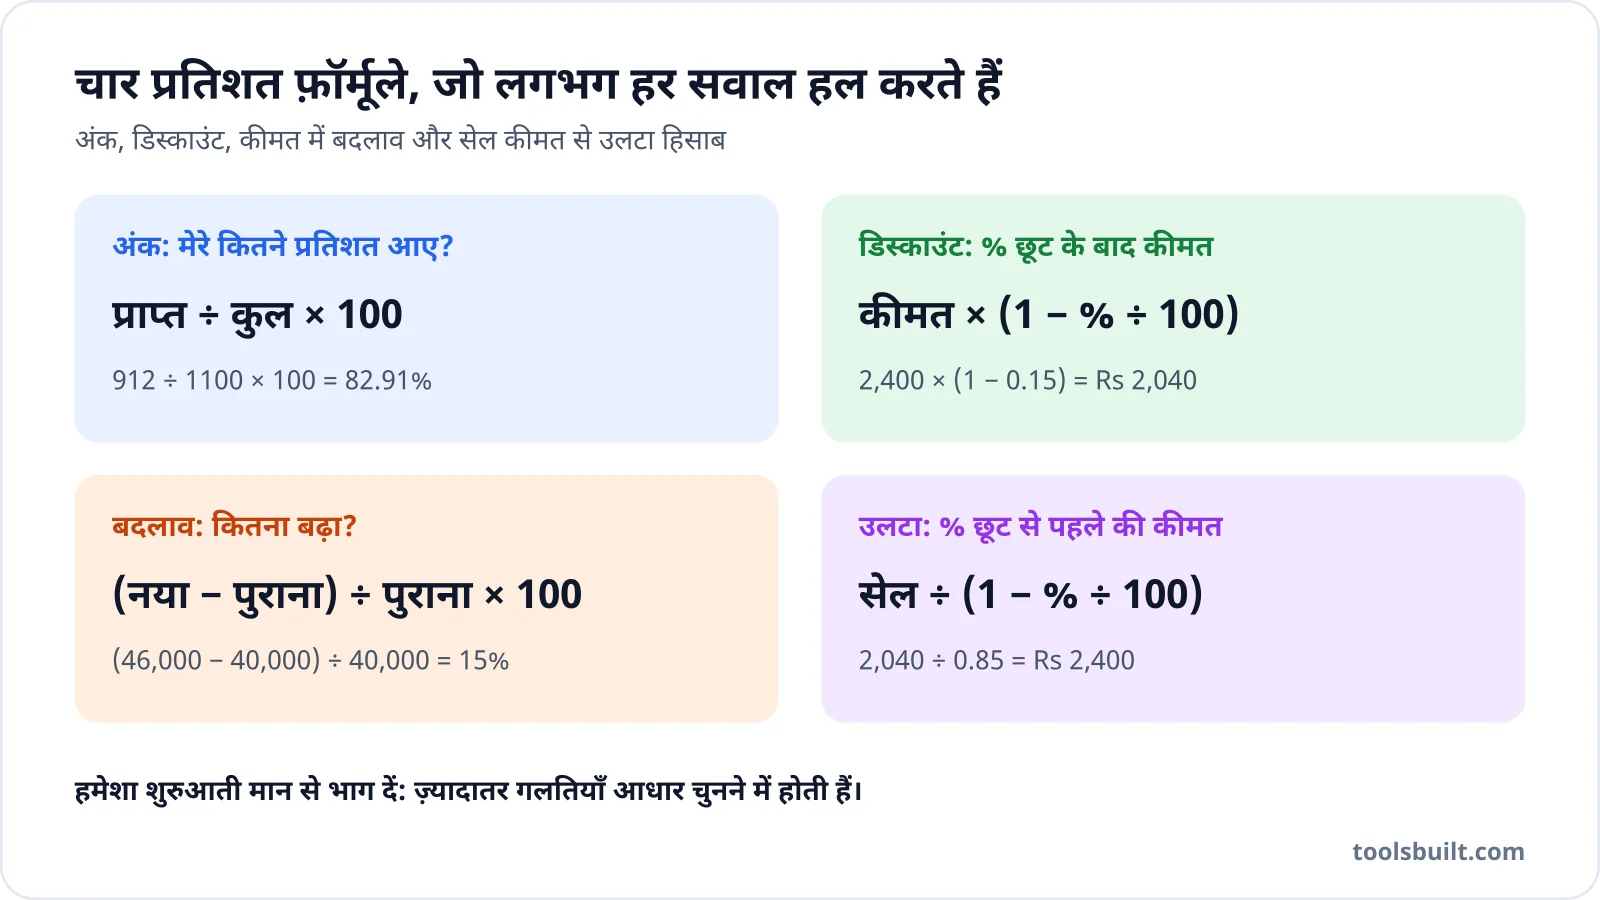 चार प्रतिशत फ़ॉर्मूले, जो लगभग हर सवाल हल करते हैं
अंक, डिस्काउंट, कीमत में बदलाव और सेल कीमत से उलटा हिसाब
अंक: मेरे कितने प्रतिशत आए?
प्राप्त ÷ कुल × 100
912 ÷ 1100 × 100 = 82.91%
डिस्काउंट: % छूट के बाद कीमत
कीमत × (1 − % ÷ 100)
2,400 × (1 − 0.15) = Rs 2,040
बदलाव: कितना बढ़ा?
(नया − पुराना) ÷ पुराना × 100
(46,000 − 40,000) ÷ 40,000 = 15%
उलटा: % छूट से पहले की कीमत
सेल ÷ (1 − % ÷ 100)
2,040 ÷ 0.85 = Rs 2,400
हमेशा शुरुआती मान से भाग दें: ज़्यादातर गलतियाँ आधार चुनने में होती हैं।
toolsbuilt.com